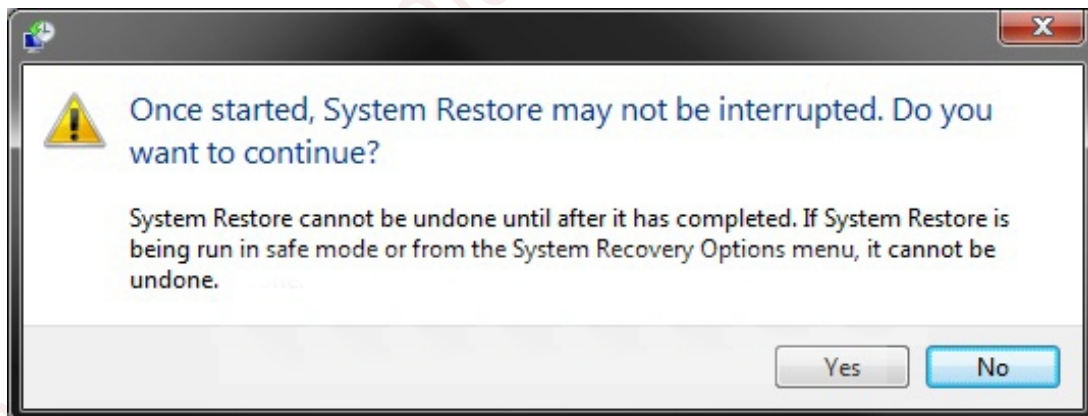 Once started, System Restore may not be interrupted. Do you
want to continue?
System Restore cannot be undone until after it has completed. If System Restore is
being run in safe mode or from the System Recovery Options menu, it cannot be
undone.
Yes No